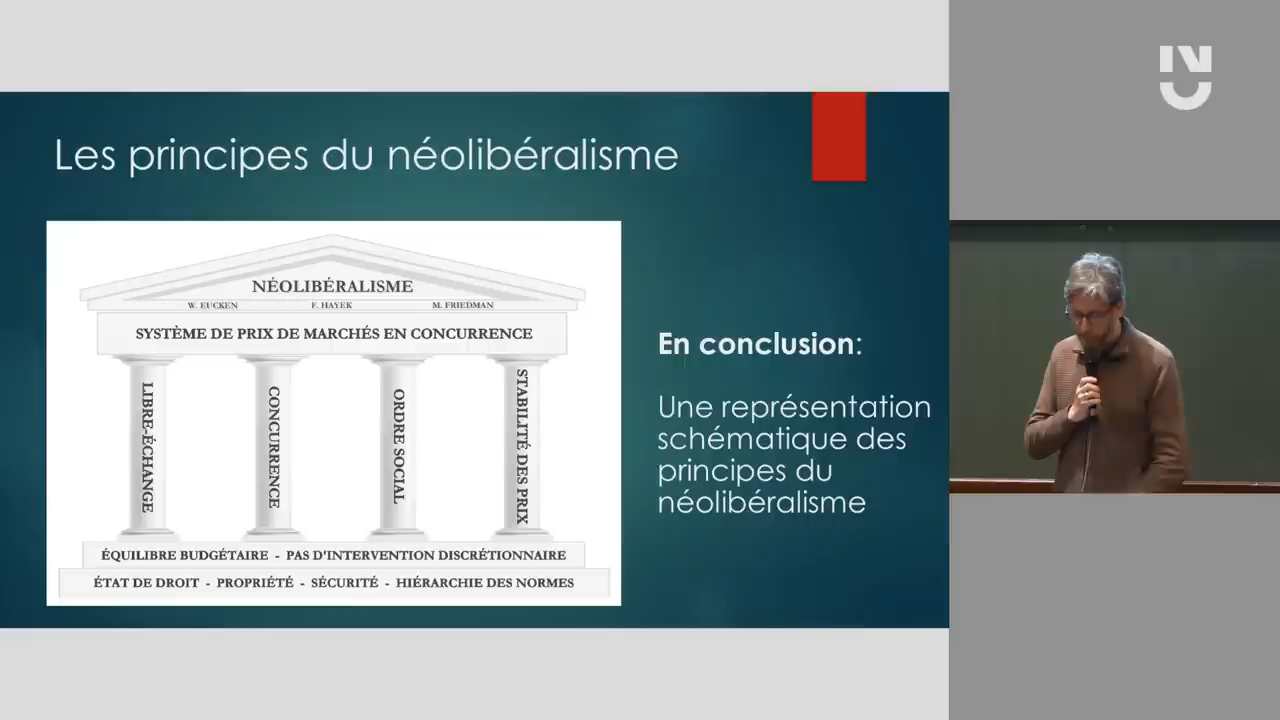 Les principes du néolibéralisme
NÉOLIBÉRALISME
W. EUCKEN F. HAYEK M. FRIEDMAN
SYSTÈME DE PRIX DE MARCHÉS EN CONCURRENCE
LIBRE-ÉCHANGE
CONCURRENCE
ORDRE SOCIAL
STABILITÉ DES PRIX
ÉQUILIBRE BUDGÉTAIRE - PAS D'INTERVENTION DISCRÉTIONNAIRE
ÉTAT DE DROIT - PROPRIÉTÉ - SÉCURITÉ - HIÉRARCHIE DES NORMES
En conclusion:
Une représentation
schématique des
principes du
néolibéralisme